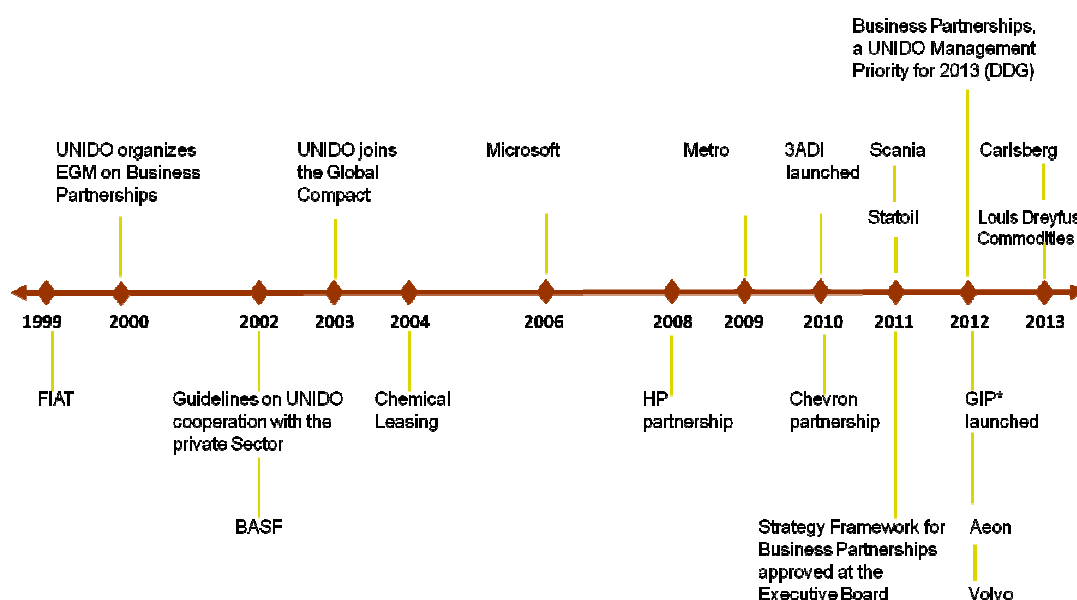 Business Partnerships,
a UNIDO Management
Priority for 2013 (DDG)
UNIDO organizes
EGM on Business
Partnerships
UNIDO joins
the Global
Compact
Microsoft
Metro
3ADI
launched
Scania
Statoil
Carlsberg
Louis Dreyfus
Commodities
1999
2000
2002
2003
2004
2006
2008
2009
2010
2011
2012
2013
FIAT
Guidelines on UNIDO
cooperation with the
private Sector
BASF
Chemical
Leasing
HP
partnership
Chevron
partnership
Strategy Framework for
Business Partnerships
approved at the
Executive Board
GIP*
launched
Aeon
Volvo